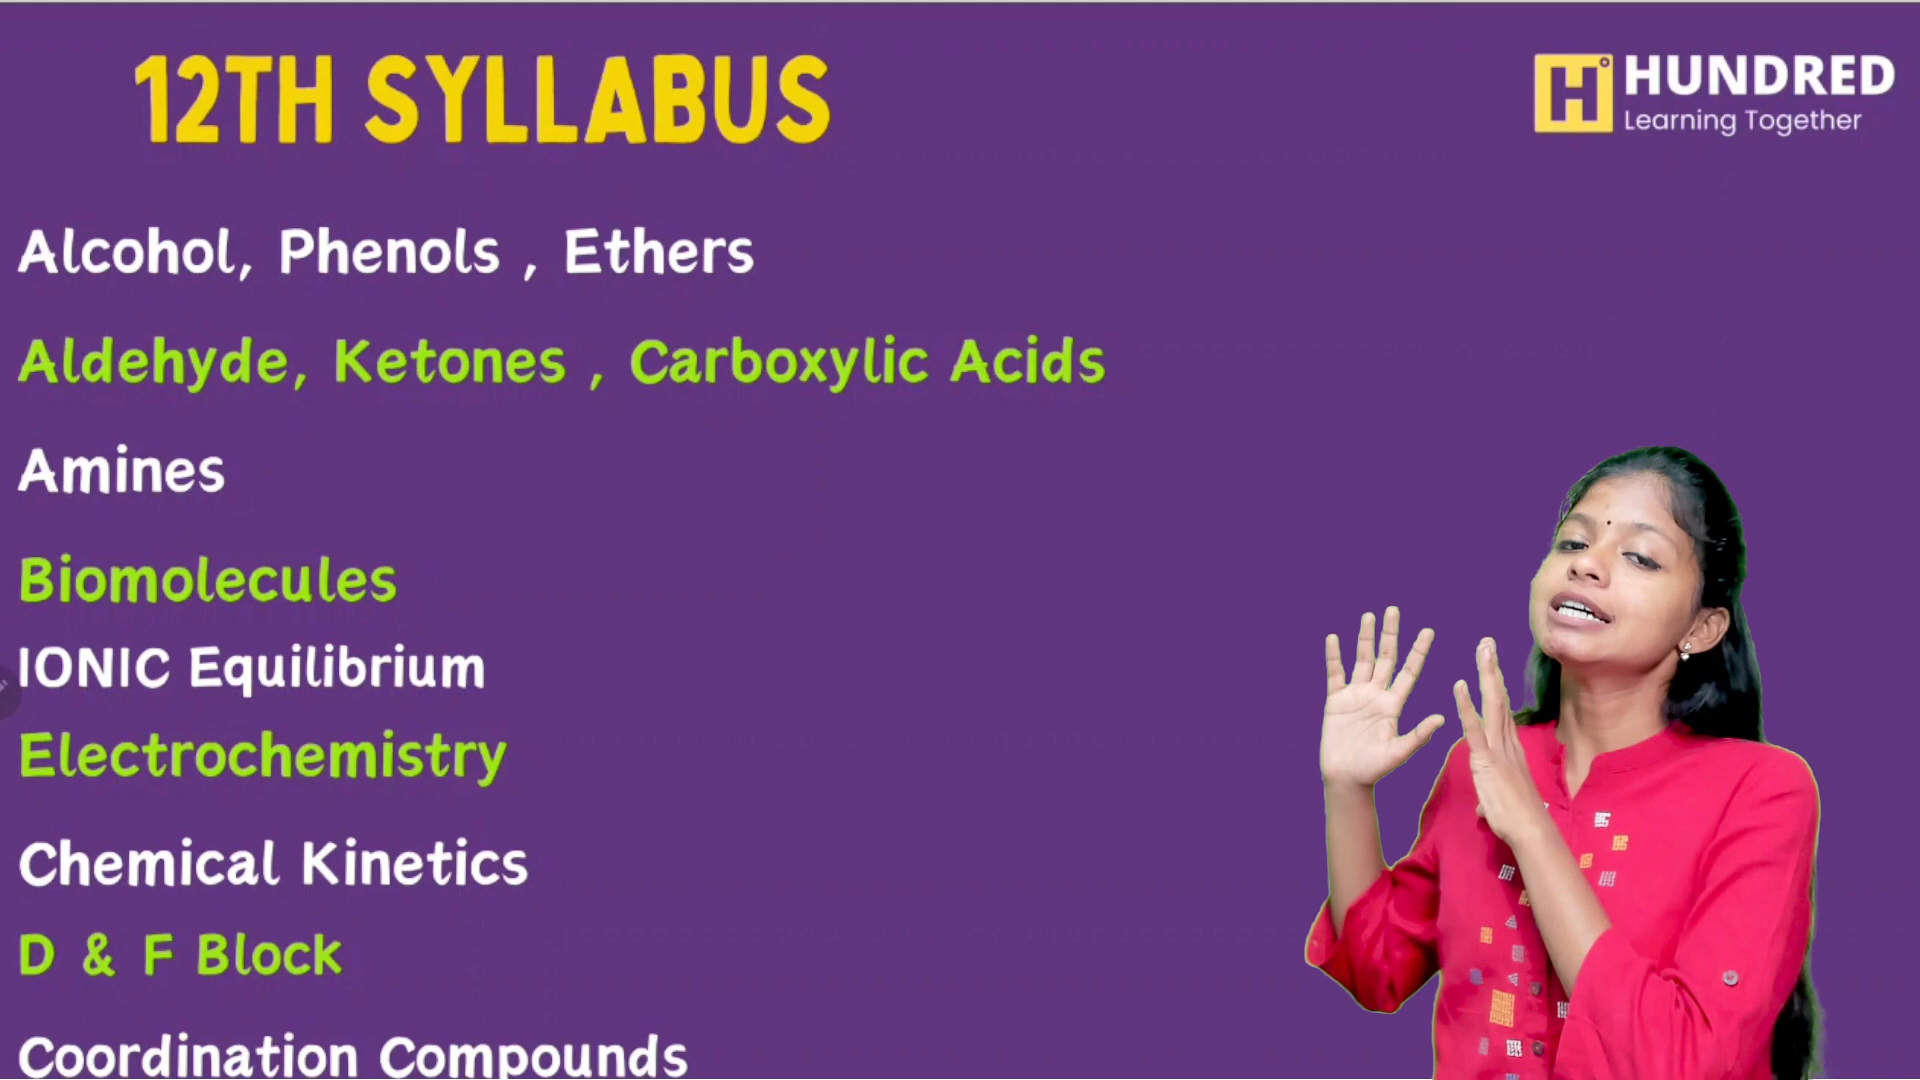 12TH SYLLABUS
HUNDRED
Learning Together
Alcohol, Phenols , Ethers
Aldehyde, Ketones , Carboxylic Acids
Amines
Biomolecules
IONIC Equilibrium
Electrochemistry
Chemical Kinetics
D & F Block
Coordination Compounds